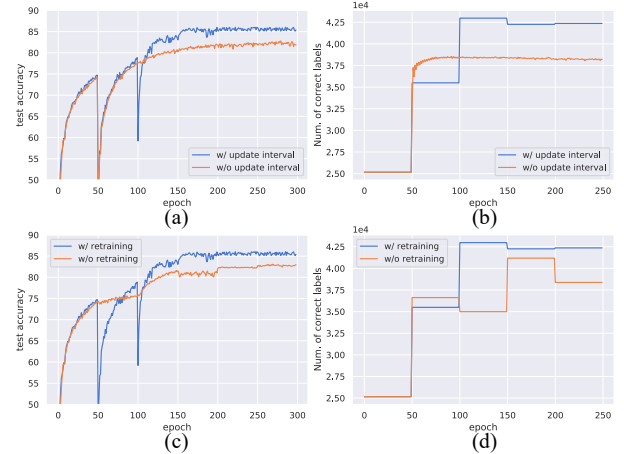 90
85
80
75
70
65
60
55
50
test accuracy
w/ update interval
w/o update interval
0 50 100 150 200 250 300
epoch
(a)
1e4
4.25
4.00
3.75
3.50
3.25
3.00
2.75
2.50
Num. of correct labels
w/ update interval
w/o update interval
0 50 100 150 200 250
epoch
(b)
90
85
80
75
70
65
60
55
50
test accuracy
w/ retraining
w/o retraining
0 50 100 150 200 250 300
epoch
(c)
1e4
4.25
4.00
3.75
3.50
3.25
3.00
2.75
2.50
Num. of correct labels
w/ retraining
w/o retraining
0 50 100 150 200 250
epoch
(d)